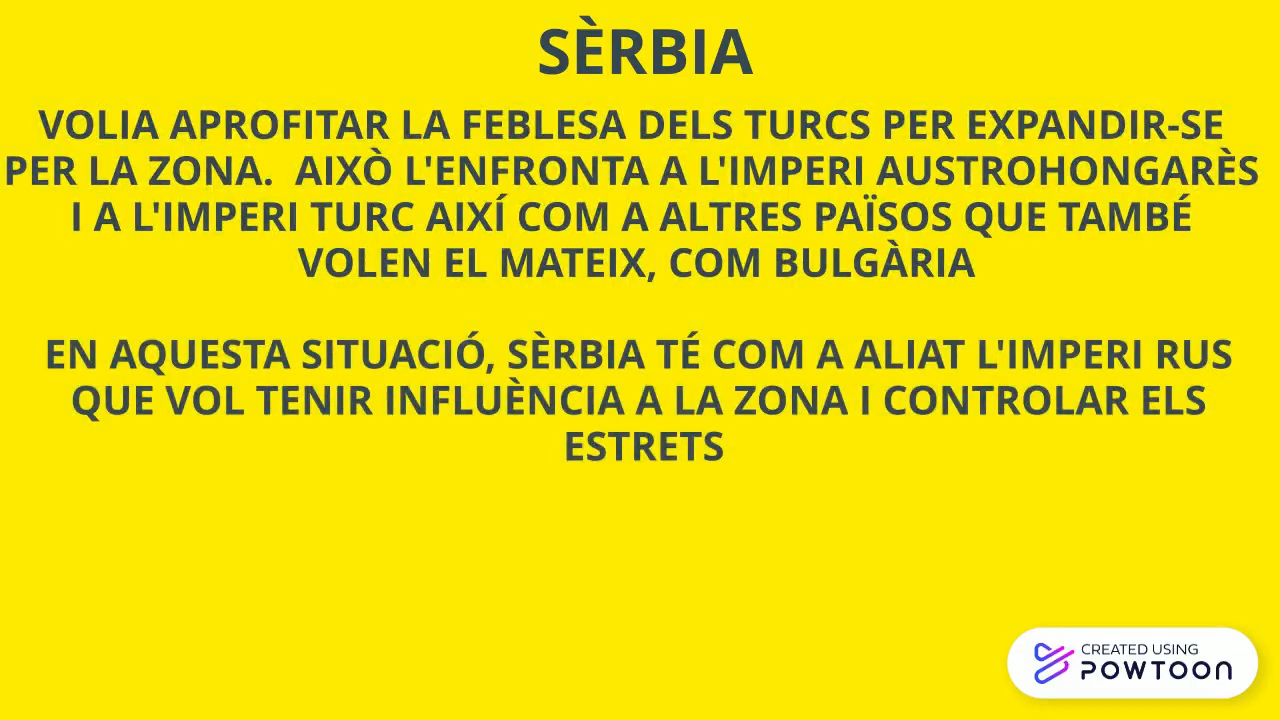 SÈRBIA
VOLIA APROFITAR LA FEBLESA DELS TURCS PER EXPANDIR-SE
PER LA ZONA.  AIXÒ L'ENFRONTA A L'IMPERI AUSTROHONGARÈS
I A L'IMPERI TURC AIXÍ COM A ALTRES PAÏSOS QUE TAMBÉ
VOLEN EL MATEIX, COM BULGÀRIA
EN AQUESTA SITUACIÓ, SÈRBIA TÉ COM A ALIAT L'IMPERI RUS
QUE VOL TENIR INFLUÈNCIA A LA ZONA I CONTROLAR ELS
ESTRETS
CREATED USING
POWTOON